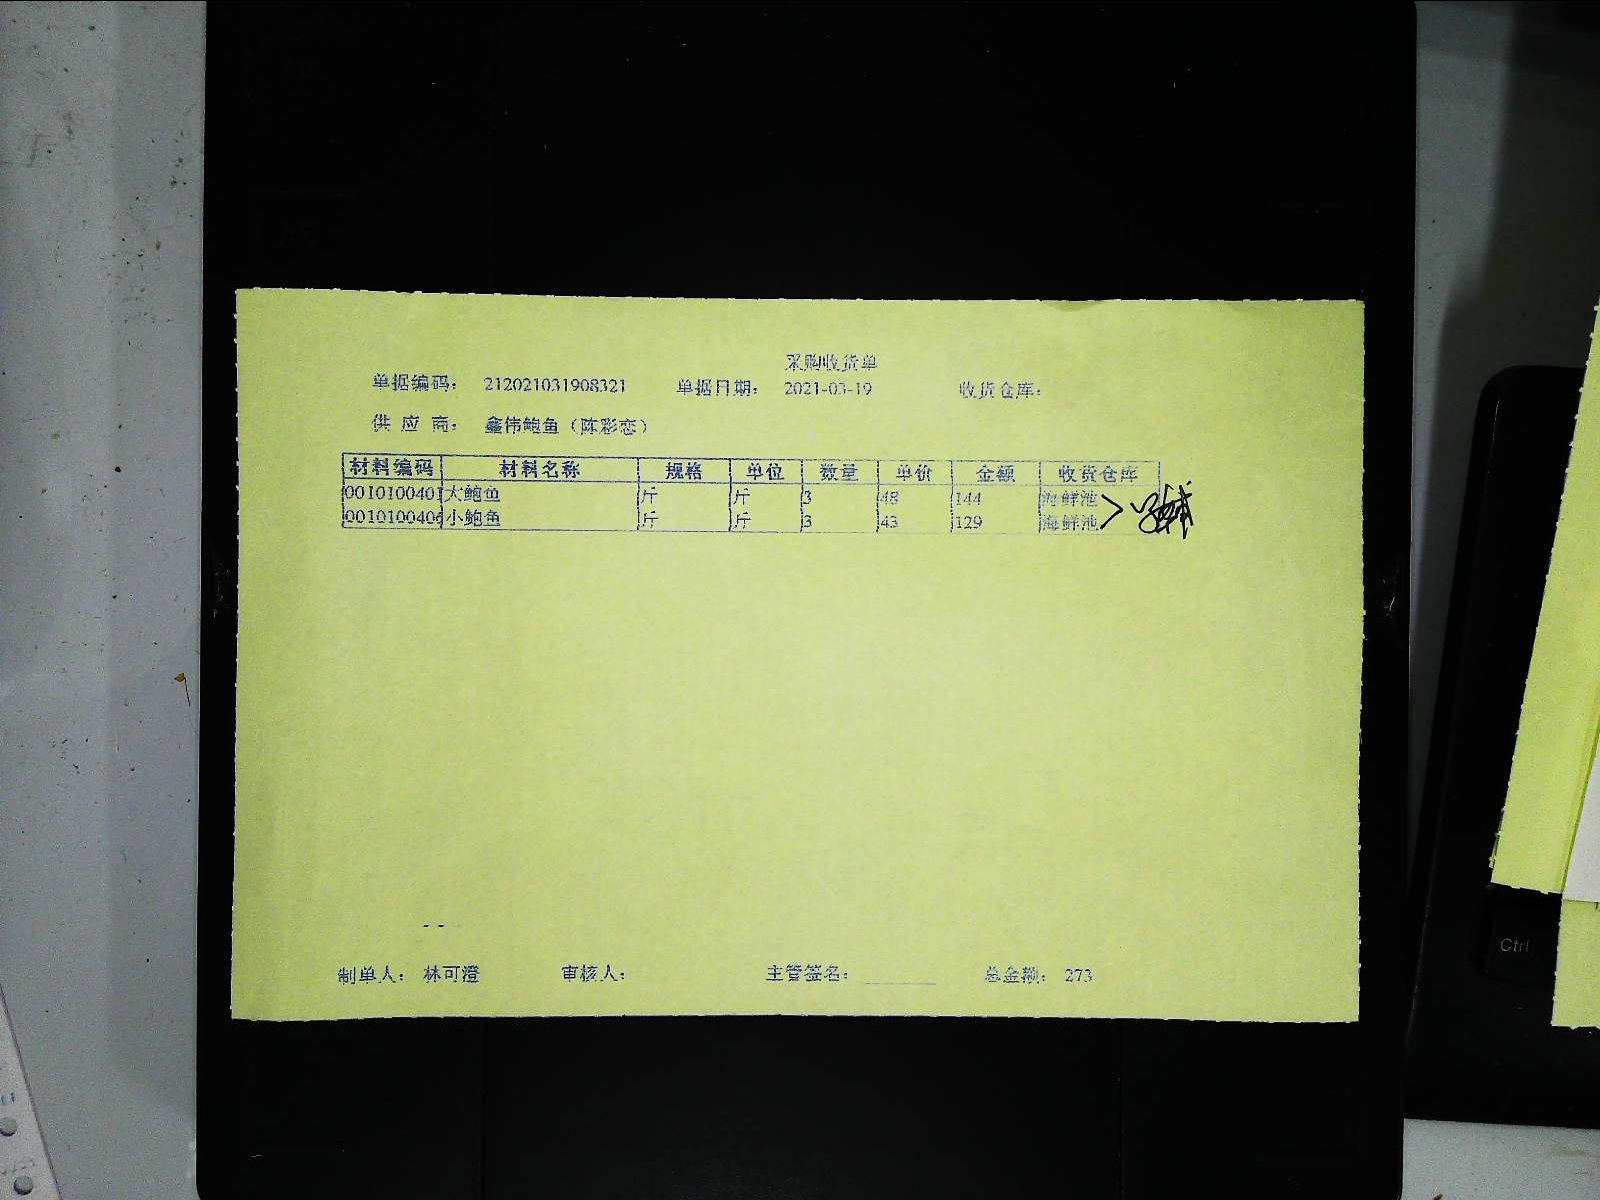 采购收货单
单据编码： 212021031908321 单据日期： 2021-03-19 收货仓库：
供 应 商： 鑫伟鲍鱼（陈彩恋）
材料编码 材料名称 规格 单位 数量 单价 金额 收货仓库
0010100401 大鲍鱼 斤 斤 3 48 144 海鲜池
0010100406 小鲍鱼 斤 斤 3 43 129 海鲜池
制单人： 林可澄 审核人： 主管签名： 总金额： 273
Ctrl